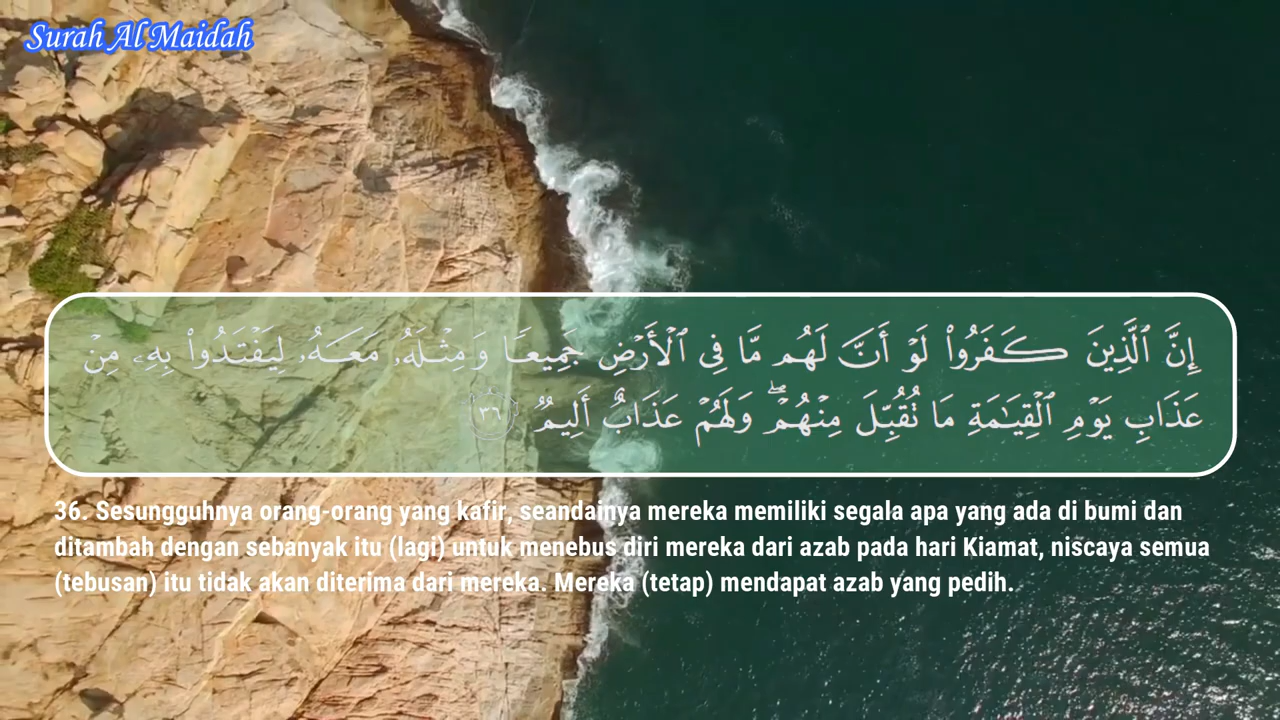 Surah Al Maidah
إِنَّ ٱلَّذِينَ كَفَرُوا۟ لَوْ أَنَّ لَهُم مَّا فِى ٱلْأَرْضِ جَمِيعًا وَمِثْلَهُۥ مَعَهُۥ لِيَفْتَدُوا۟ بِهِۦ مِنْ
عَذَابِ يَوْمِ ٱلْقِيَـٰمَةِ مَا تُقُبِّلَ مِنْهُمْ ۖ وَلَهُمْ عَذَابٌ أَلِيمٌ ٣٦
36. Sesungguhnya orang-orang yang kafir, seandainya mereka memiliki segala apa yang ada di bumi dan
ditambah dengan sebanyak itu (lagi) untuk menebus diri mereka dari azab pada hari Kiamat, niscaya semua
(tebusan) itu tidak akan diterima dari mereka. Mereka (tetap) mendapat azab yang pedih.